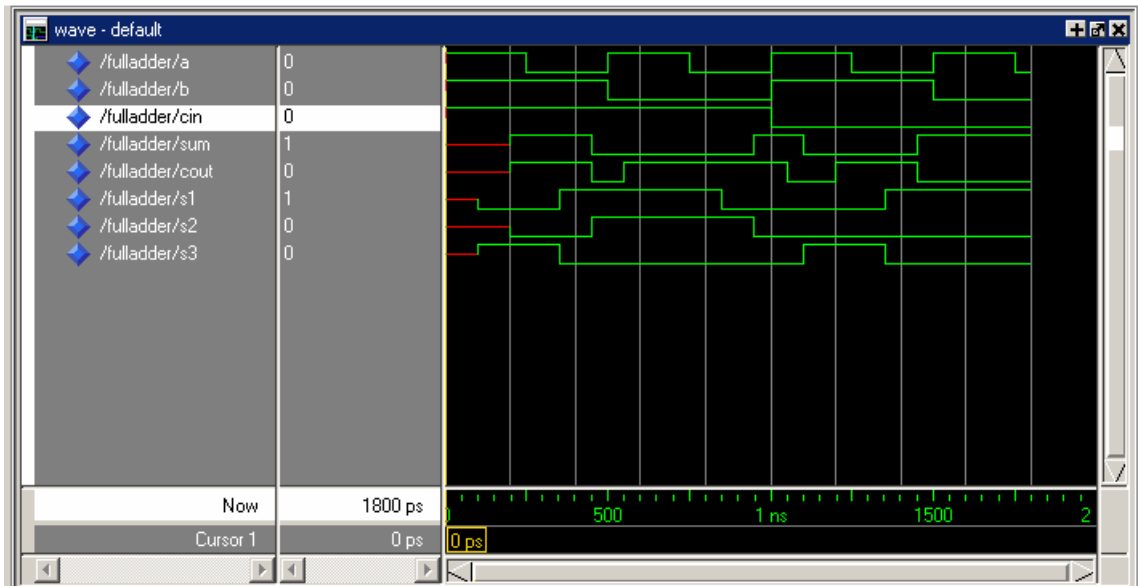 wave - default
/fulladder/a 0
/fulladder/b 0
/fulladder/cin 0
/fulladder/sum 1
/fulladder/cout 0
/fulladder/s1 1
/fulladder/s2 0
/fulladder/s3 0
Now 1800 ps 500 1 ns 1500 2
Cursor 1 0 ps 0 ps